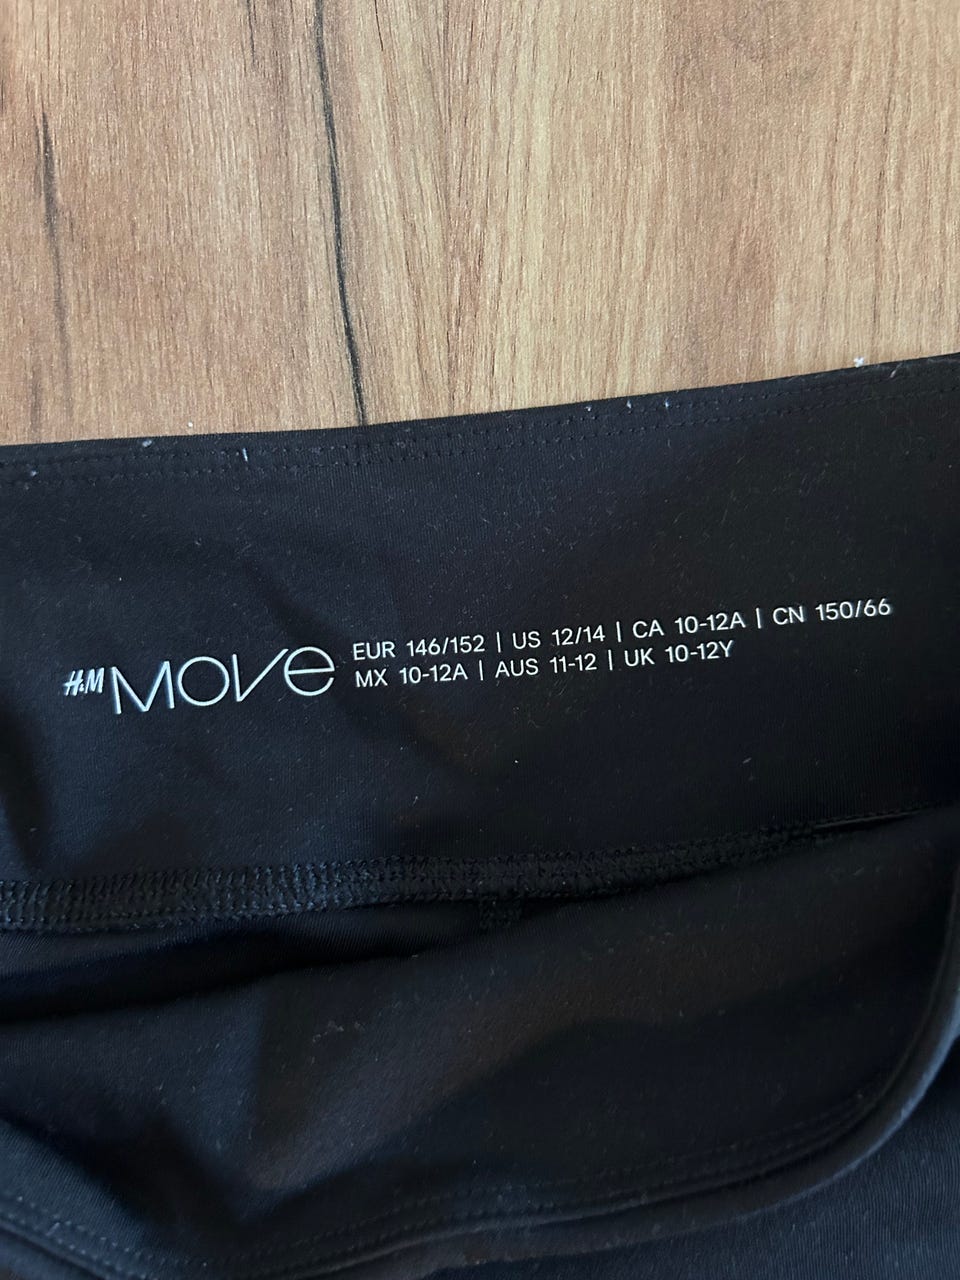 H&M MOVE
EUR 146/152 | US 12/14 | CA 10-12A | CN 150/66
MX 10-12A | AUS 11-12 | UK 10-12Y